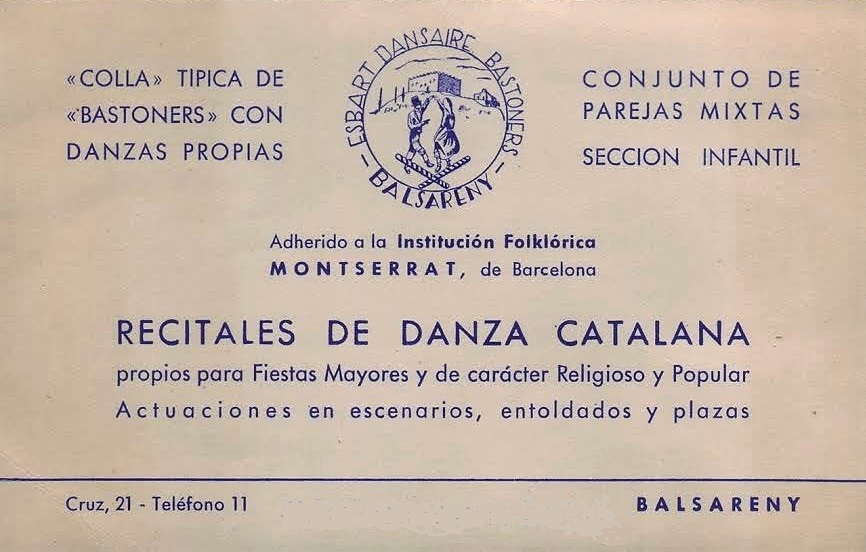 «COLLA» TIPICA DE
«BASTONERS» CON
DANZAS PROPIAS
ESBART DANSAIRE BASTONERS
- BALSARENY -
CONJUNTO DE
PAREJAS MIXTAS
SECCION INFANTIL
Adherido a la Institución Folklórica
MONTSERRAT, de Barcelona
RECITALES DE DANZA CATALANA
propios para Fiestas Mayores y de carácter Religioso y Popular
Actuaciones en escenarios, entoldados y plazas
Cruz, 21 - Teléfono 11
BALSARENY